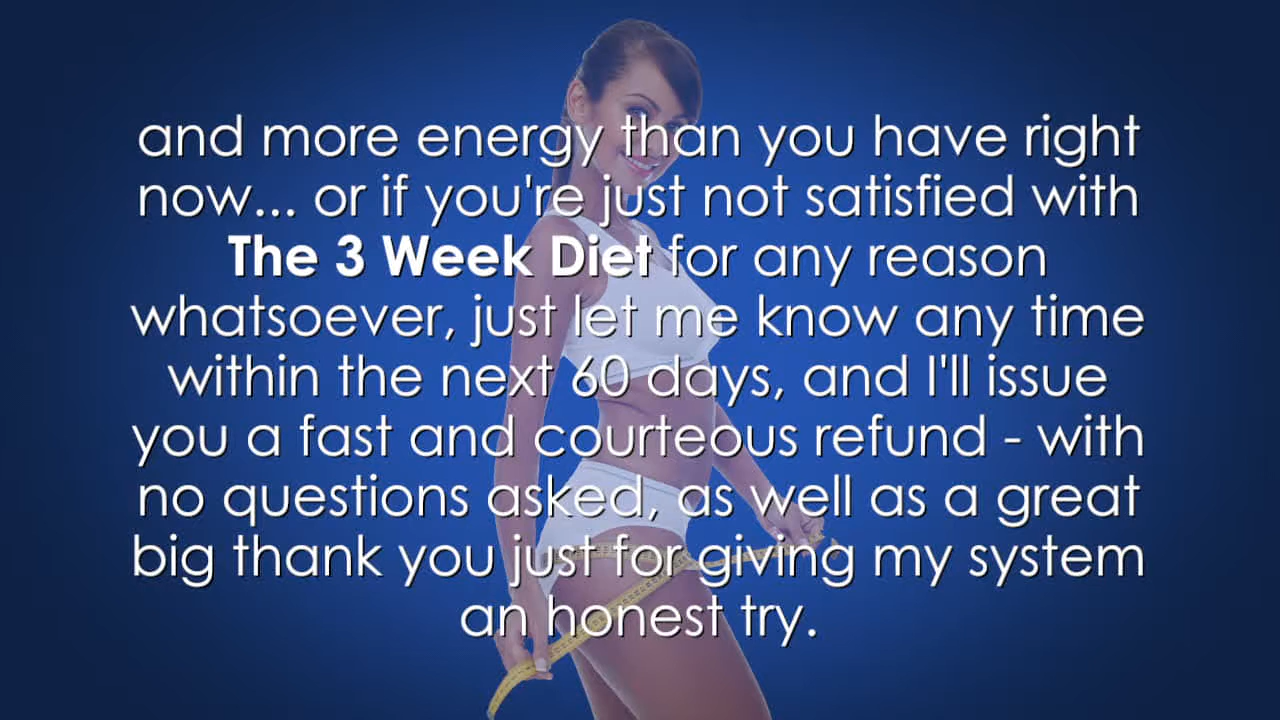 and more energy than you have right
now... or if you're just not satisfied with
The 3 Week Diet for any reason
whatsoever, just let me know any time
within the next 60 days, and I'll issue
you a fast and courteous refund - with
no questions asked, as well as a great
big thank you just for giving my system
an honest try.